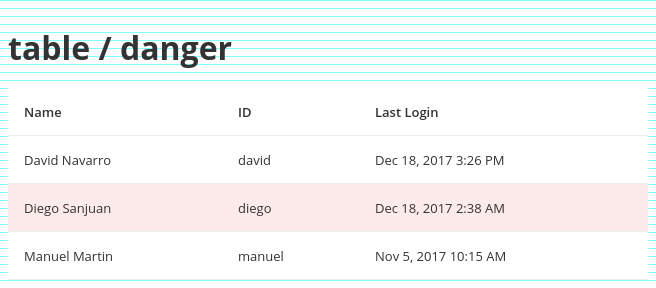 table / danger
Name ID Last Login
David Navarro david Dec 18, 2017 3:26 PM
Diego Sanjuan diego Dec 18, 2017 2:38 AM
Manuel Martin manuel Nov 5, 2017 10:15 AM